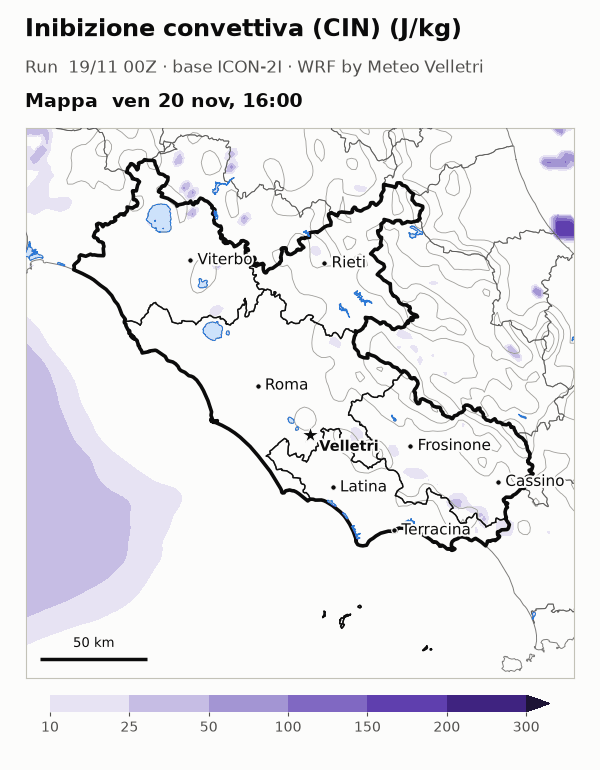 Inibizione convettiva (CIN) (J/kg)
Run  19/11 00Z · base ICON-2I · WRF by Meteo Velletri
Mappa  ven 20 nov, 16:00
Viterbo
Rieti
Roma
Velletri
Frosinone
Latina
Cassino
Terracina
50 km
10 25 50 100 150 200 300